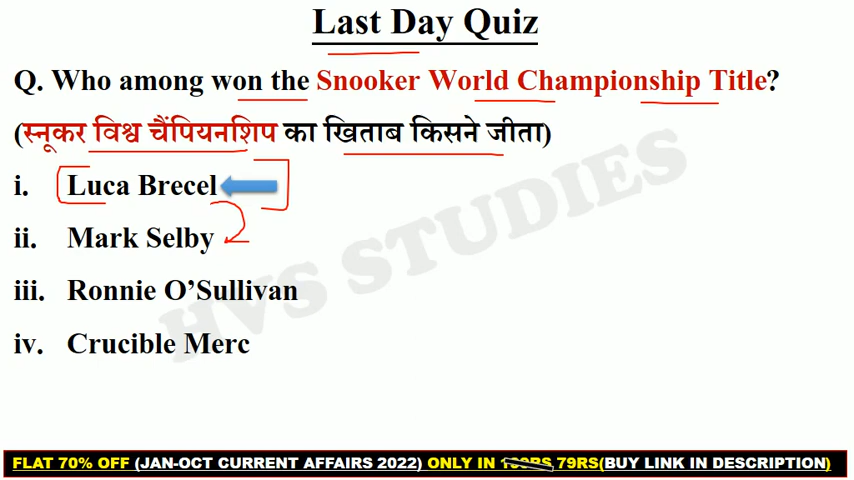 Last Day Quiz
Q. Who among won the Snooker World Championship Title?
(स्नूकर विश्व चैंपियनशिप का खिताब किसने जीता)
i. Luca Brecel
ii. Mark Selby
iii. Ronnie O’Sullivan
iv. Crucible Merc
HVS STUDIES
FLAT 70% OFF (JAN-OCT CURRENT AFFAIRS 2022) ONLY IN 79RS(BUY LINK IN DESCRIPTION)